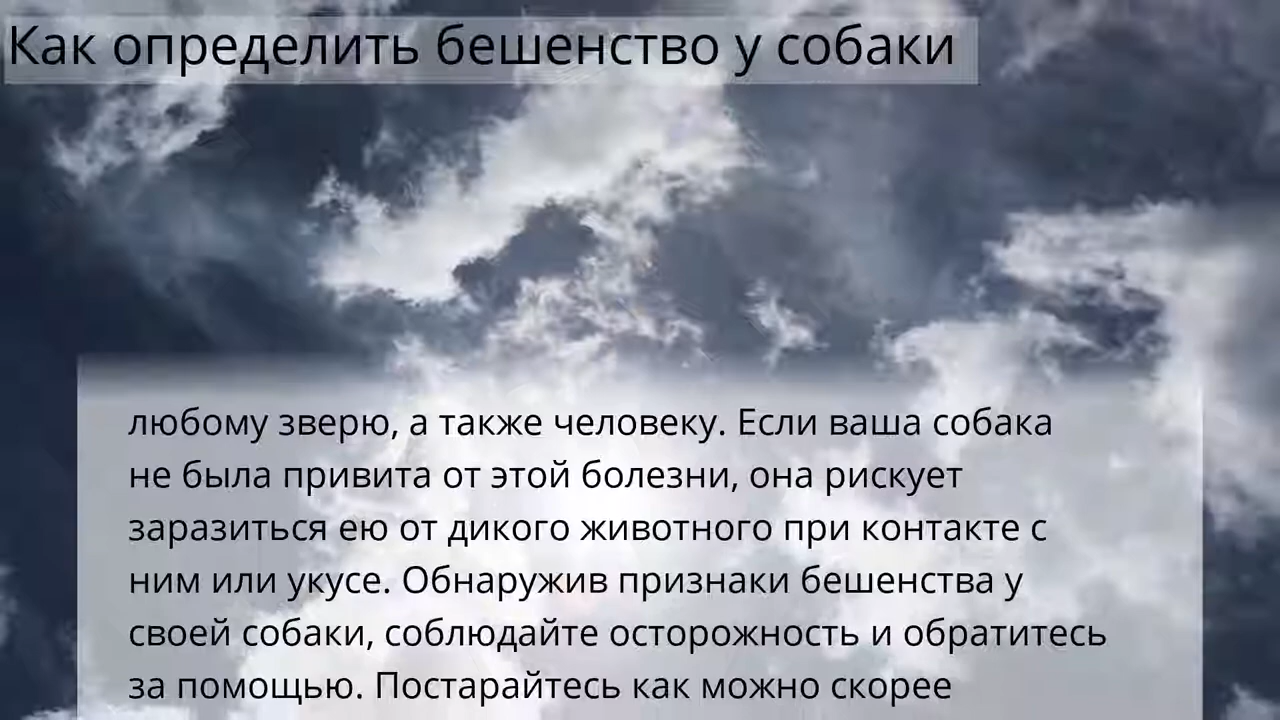 Как определить бешенство у собаки
любому зверю, а также человеку. Если ваша собака
не была привита от этой болезни, она рискует
заразиться ею от дикого животного при контакте с
ним или укусе. Обнаружив признаки бешенства у
своей собаки, соблюдайте осторожность и обратитесь
за помощью. Постарайтесь как можно скорее